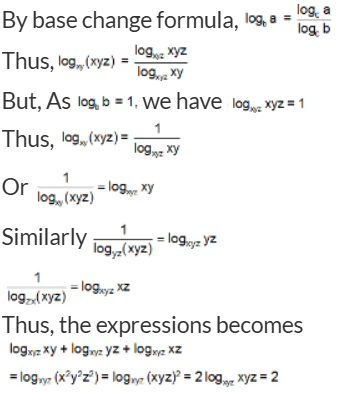 By base change formula, log_b a = log_c a / log_c b
Thus, log_xy (xyz) = log_xyz xyz / log_xyz xy
But, As log_b b = 1, we have log_xyz xyz = 1
Thus, log_xy (xyz) = 1 / log_xyz xy
Or 1 / log_xy (xyz) = log_xyz xy
Similarly 1 / log_yz(xyz) = log_xyz yz
1 / log_zx(xyz) = log_xyz xz
Thus, the expressions becomes
log_xyz xy + log_xyz yz + log_xyz xz
= log_xyz (x²y²z²) = log_xyz (xyz)² = 2 log_xyz xyz = 2